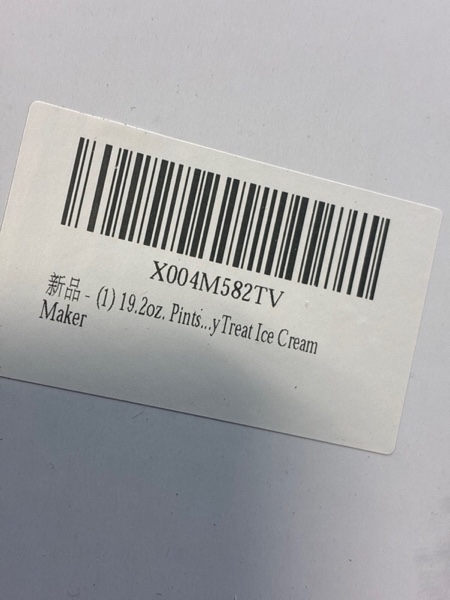 X004M582TV
新品 - (1) 19.2oz. Pints...yTreat Ice Cream
Maker